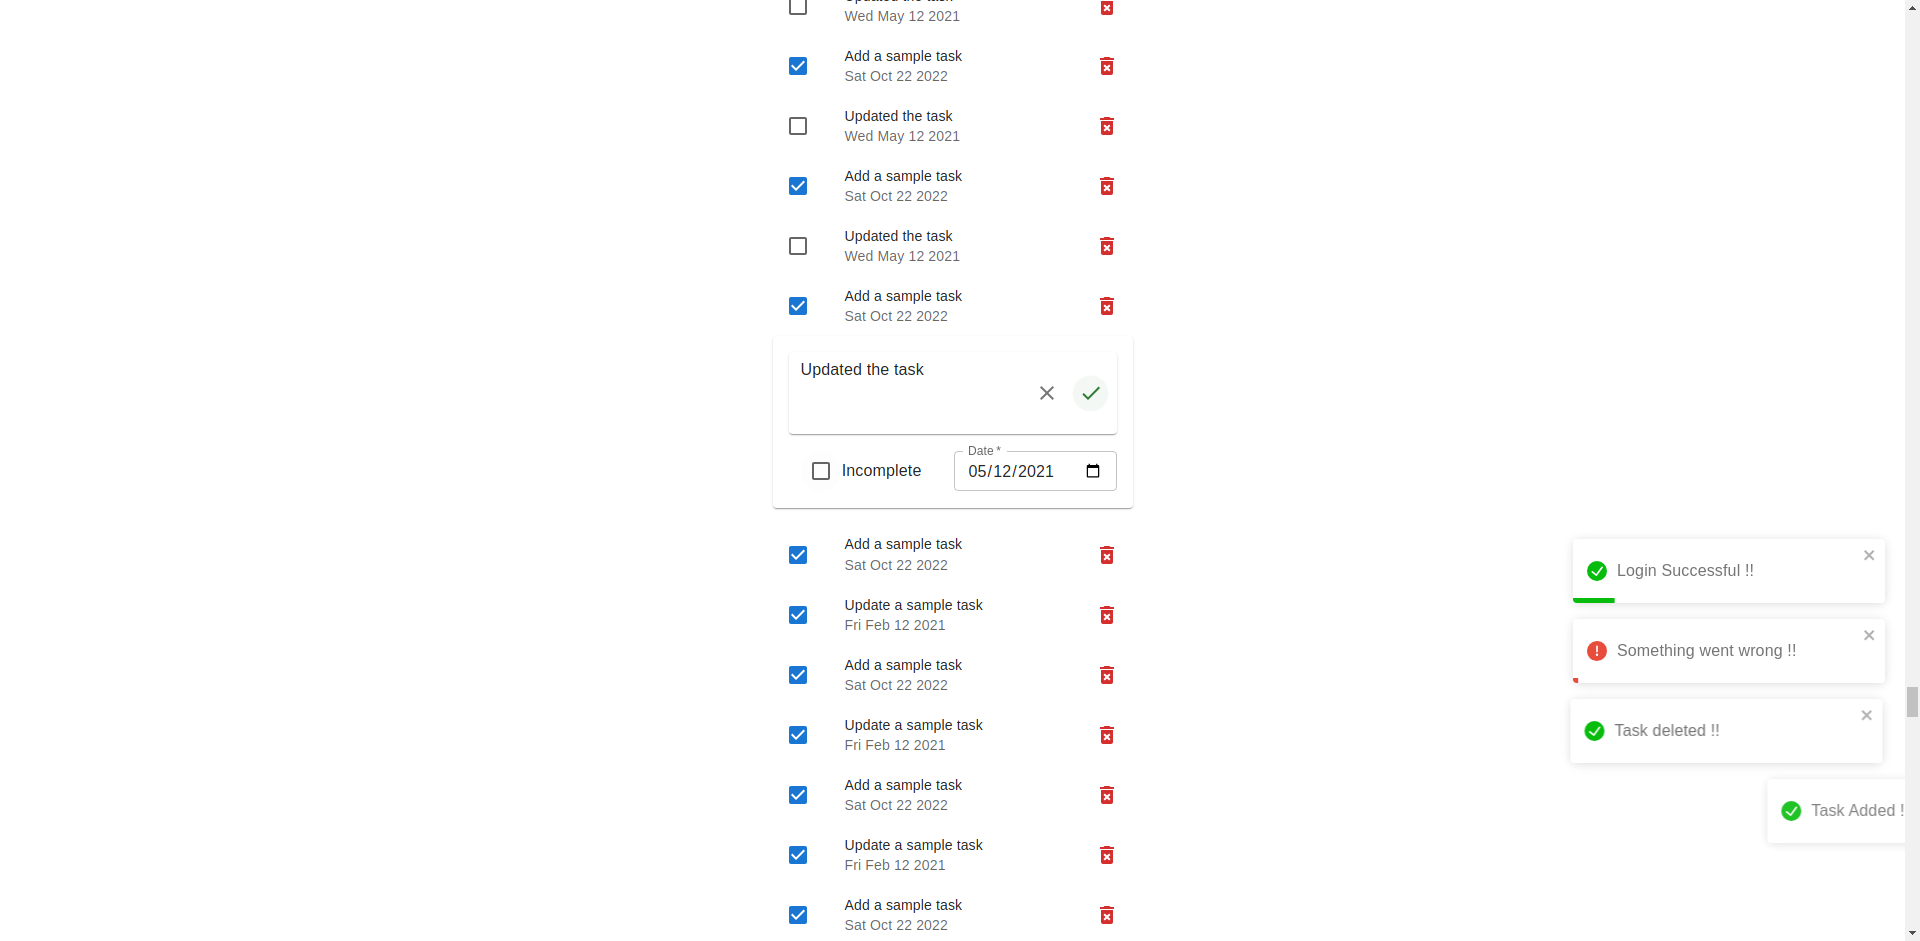 Wed May 12 2021
Add a sample task
Sat Oct 22 2022
Updated the task
Wed May 12 2021
Add a sample task
Sat Oct 22 2022
Updated the task
Wed May 12 2021
Add a sample task
Sat Oct 22 2022
Updated the task
Incomplete
Date *
05/12/2021
Add a sample task
Sat Oct 22 2022
Update a sample task
Fri Feb 12 2021
Add a sample task
Sat Oct 22 2022
Update a sample task
Fri Feb 12 2021
Add a sample task
Sat Oct 22 2022
Update a sample task
Fri Feb 12 2021
Add a sample task
Sat Oct 22 2022
Login Successful !!
Something went wrong !!
Task deleted !!
Task Added !